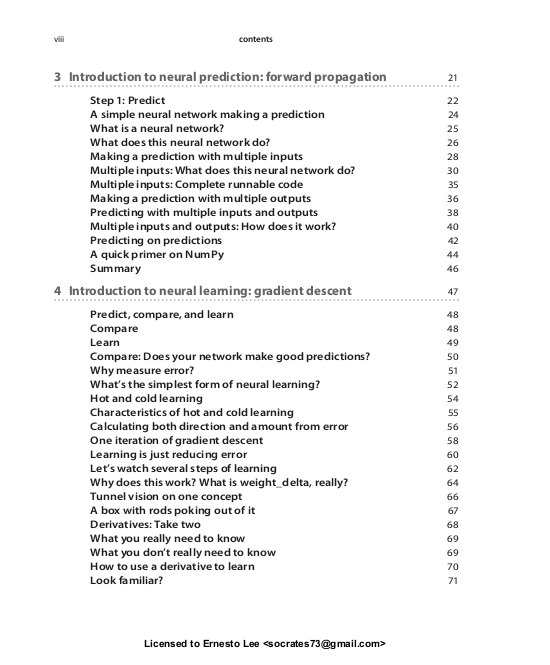 viii contents
3 Introduction to neural prediction: forward propagation 21
Step 1: Predict 22
A simple neural network making a prediction 24
What is a neural network? 25
What does this neural network do? 26
Making a prediction with multiple inputs 28
Multiple inputs: What does this neural network do? 30
Multiple inputs: Complete runnable code 35
Making a prediction with multiple outputs 36
Predicting with multiple inputs and outputs 38
Multiple inputs and outputs: How does it work? 40
Predicting on predictions 42
A quick primer on NumPy 44
Summary 46
4 Introduction to neural learning: gradient descent 47
Predict, compare, and learn 48
Compare 48
Learn 49
Compare: Does your network make good predictions? 50
Why measure error? 51
What's the simplest form of neural learning? 52
Hot and cold learning 54
Characteristics of hot and cold learning 55
Calculating both direction and amount from error 56
One iteration of gradient descent 58
Learning is just reducing error 60
Let's watch several steps of learning 62
Why does this work? What is weight_delta, really? 64
Tunnel vision on one concept 66
A box with rods poking out of it 67
Derivatives: Take two 68
What you really need to know 69
What you don't really need to know 69
How to use a derivative to learn 70
Look familiar? 71
Licensed to Ernesto Lee <socrates73@gmail.com>